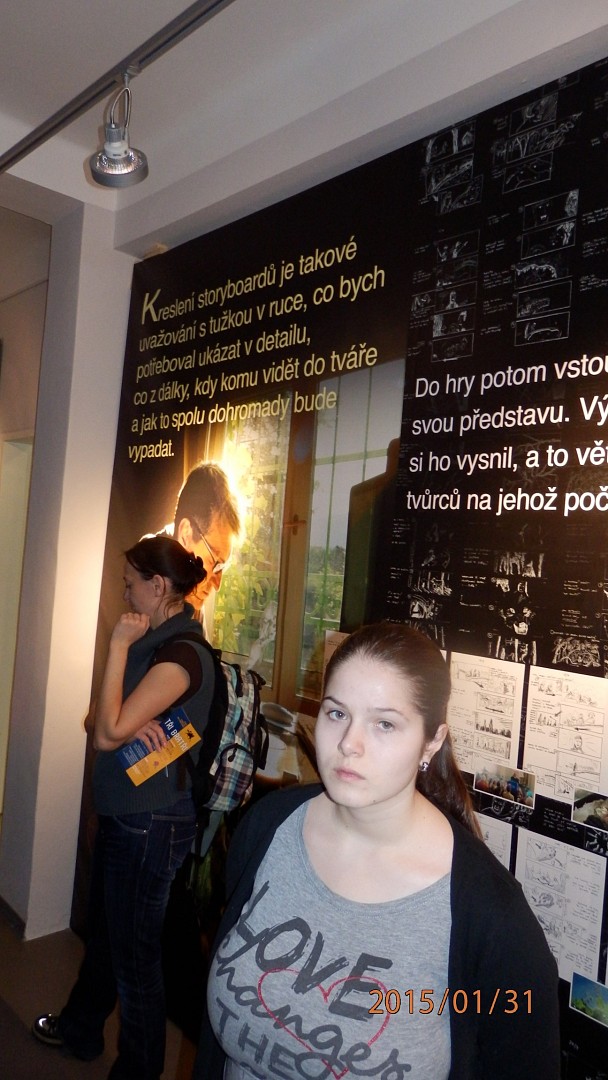 Kreslení storyboardů je takové
uvažování s tužkou v ruce, co bych
potřeboval ukázat v detailu,
co z dálky, kdy komu vidět do tváře
a jak to spolu dohromady bude
vypadat.
Do hry potom vstou
svou představu. Vý
si ho vysnil, a to vět
tvůrců na jehož poč
TŘI BRATŘI
LOVE
changes
THE
2015/01/31